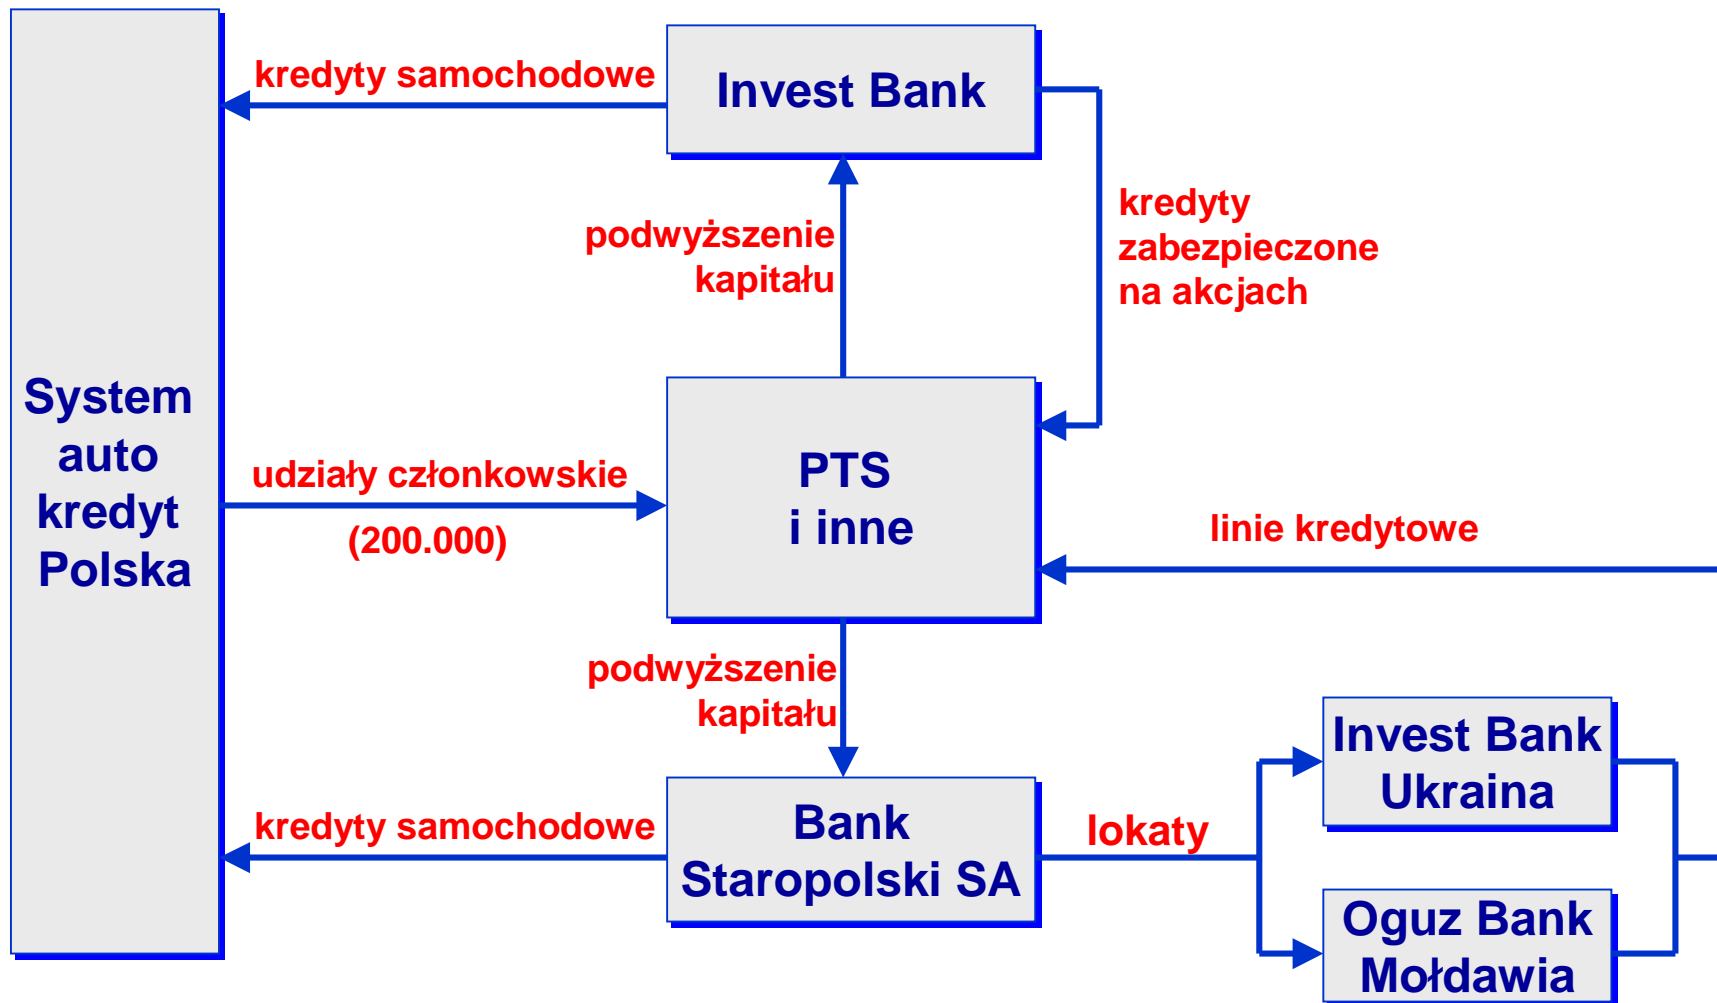 kredyty samochodowe
Invest Bank
podwyższenie
kapitału
kredyty
zabezpieczone
na akcjach
System
auto
kredyt
Polska
udziały członkowskie
(200.000)
PTS
i inne
linie kredytowe
podwyższenie
kapitału
kredyty samochodowe
Bank
Staropolski SA
lokaty
Invest Bank
Ukraina
Oguz Bank
Mołdawia